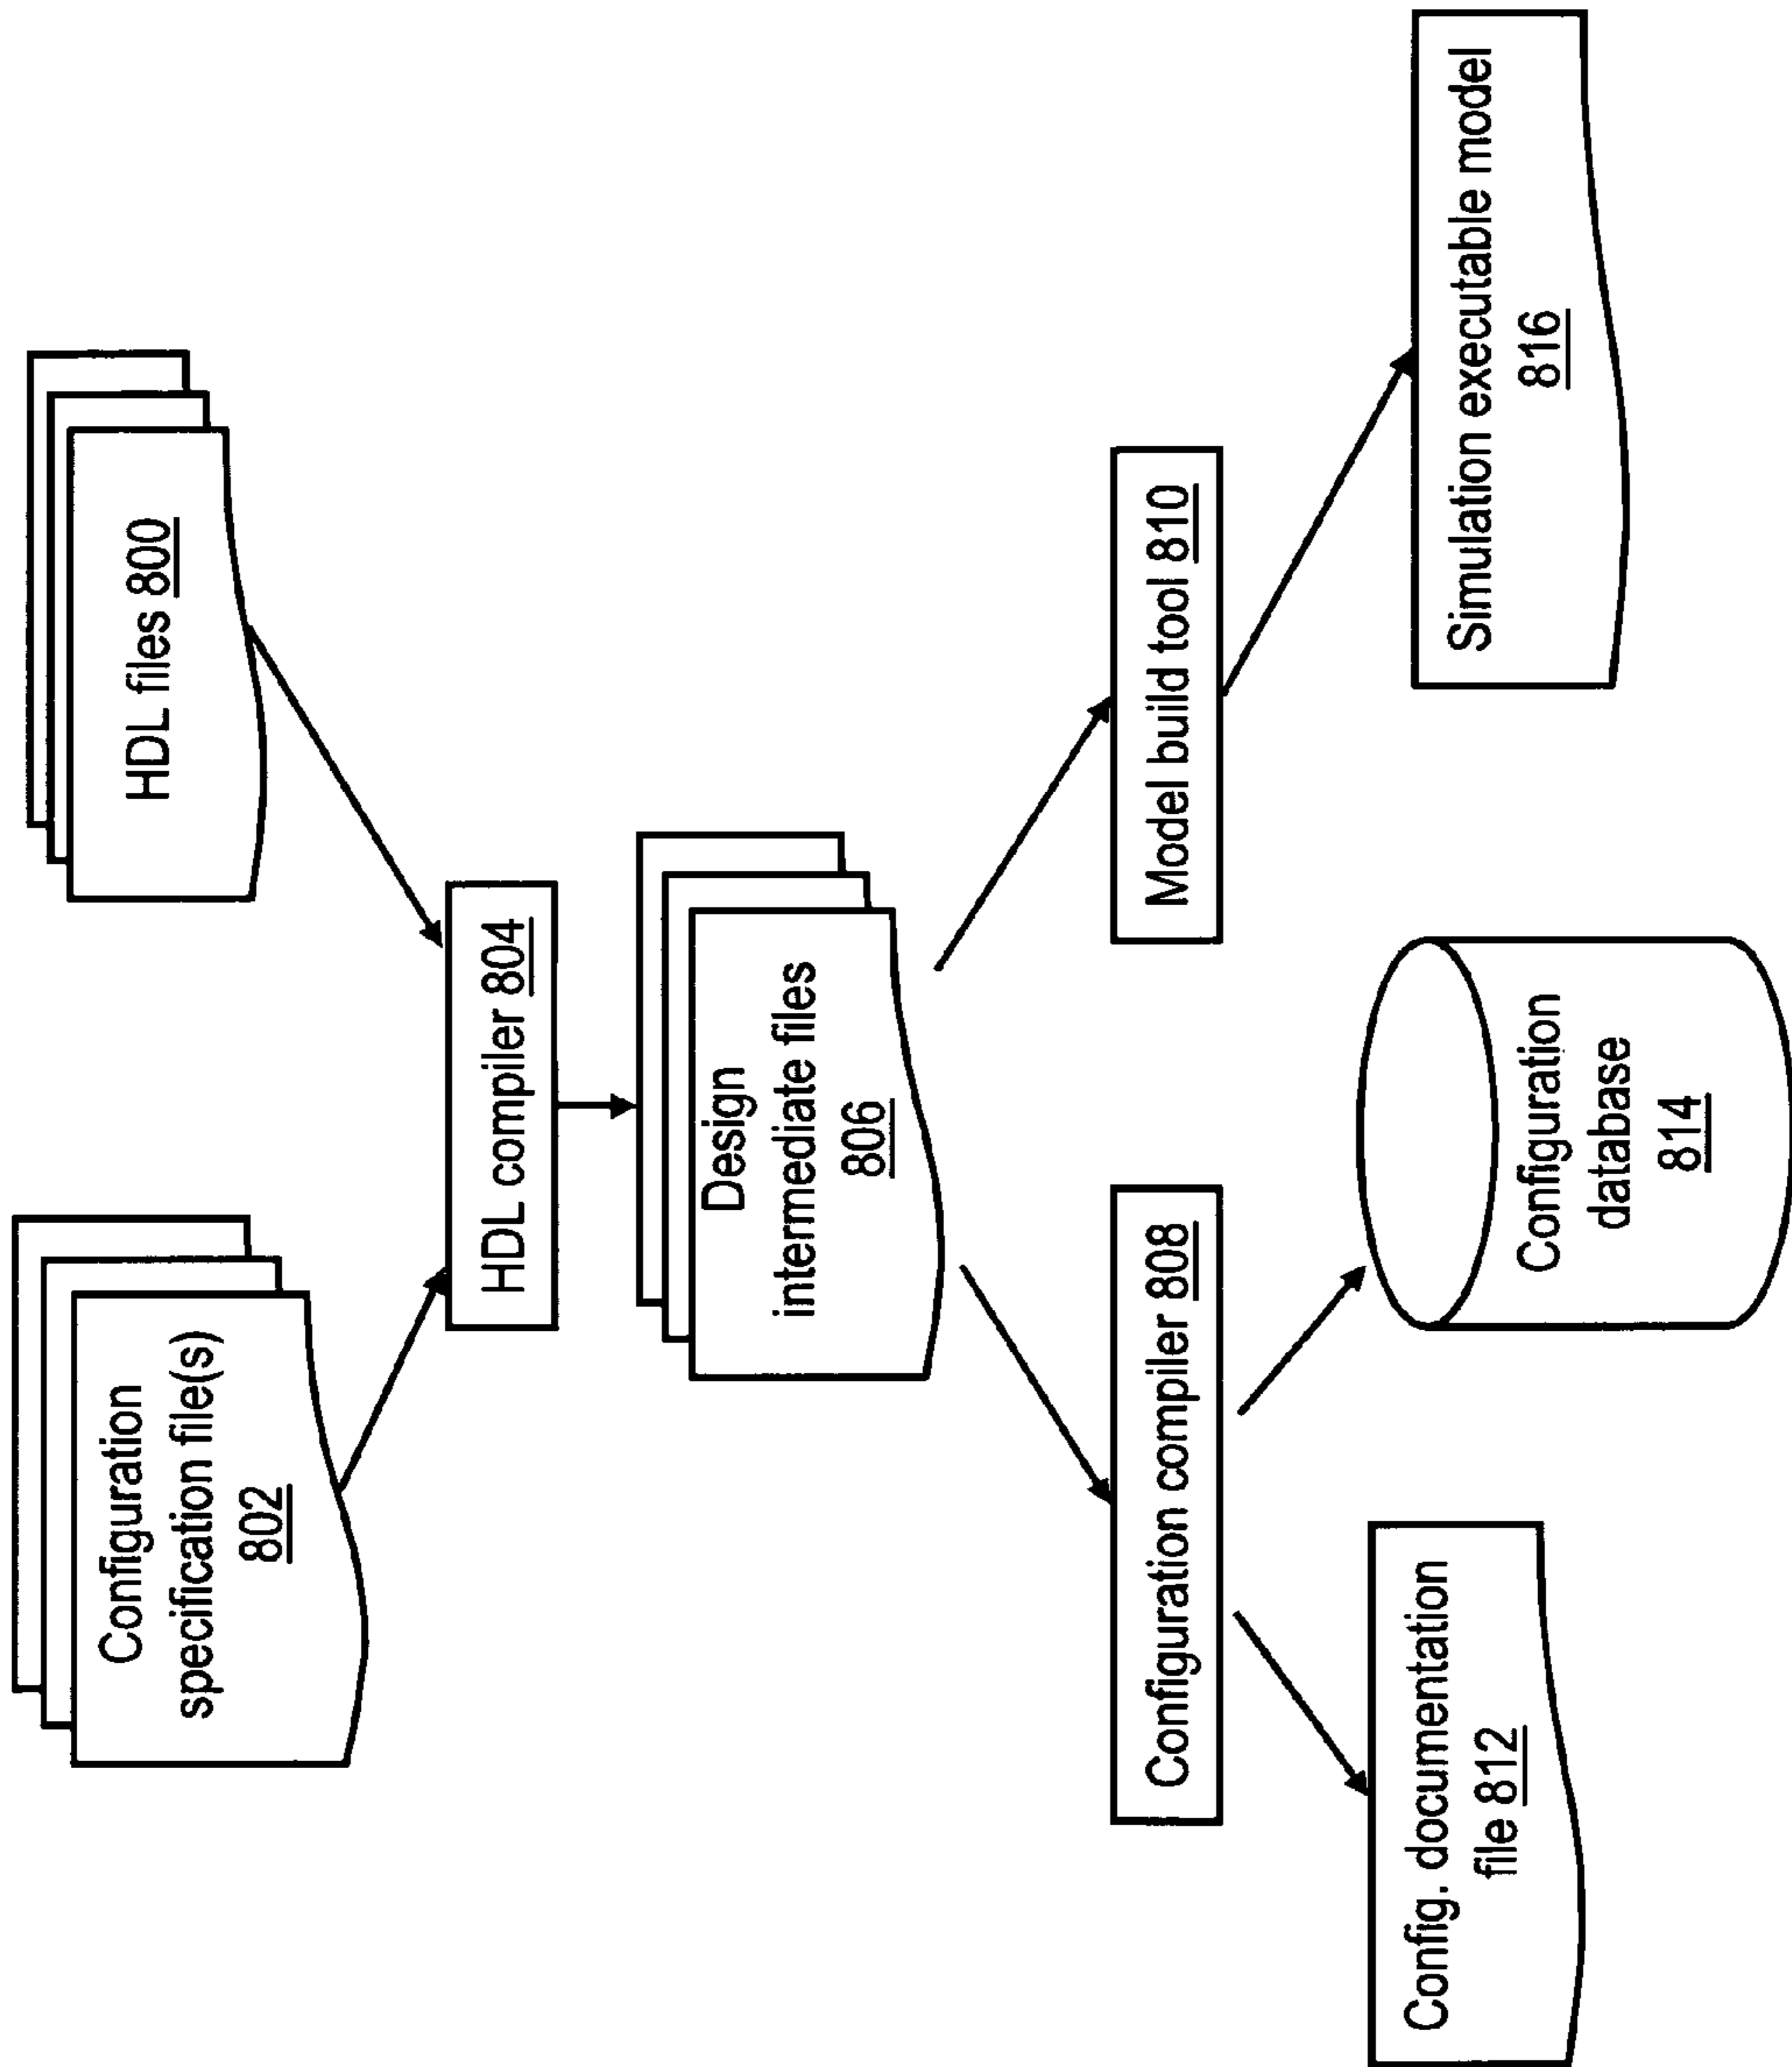 Configuration
specification file(s)
802
HDL files 800
HDL compiler 804
Design
intermediate files
806
Configuration compiler 808
Model build tool 810
Config. documentation
file 812
Configuration
database
814
Simulation executable model
816